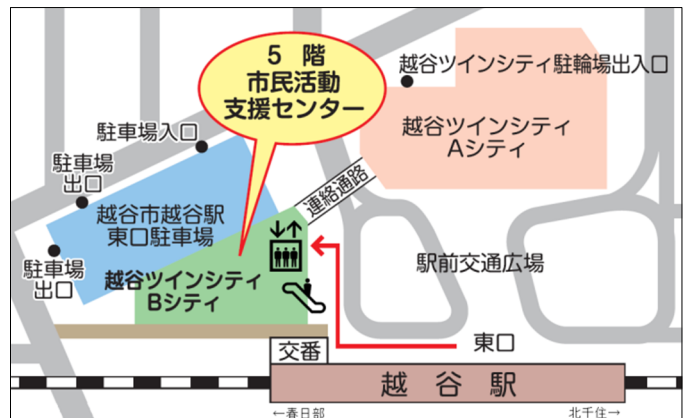 5 階
市民活動
支援センター
越谷ツインシティ駐輪場出入口
越谷ツインシティ
Aシティ
駐車場入口
駐車場
出口
越谷市越谷駅
東口駐車場
連絡通路
駐車場
出口
越谷ツインシティ
Bシティ
駅前交通広場
交番
東口
越 谷 駅
←春日部
北千住→